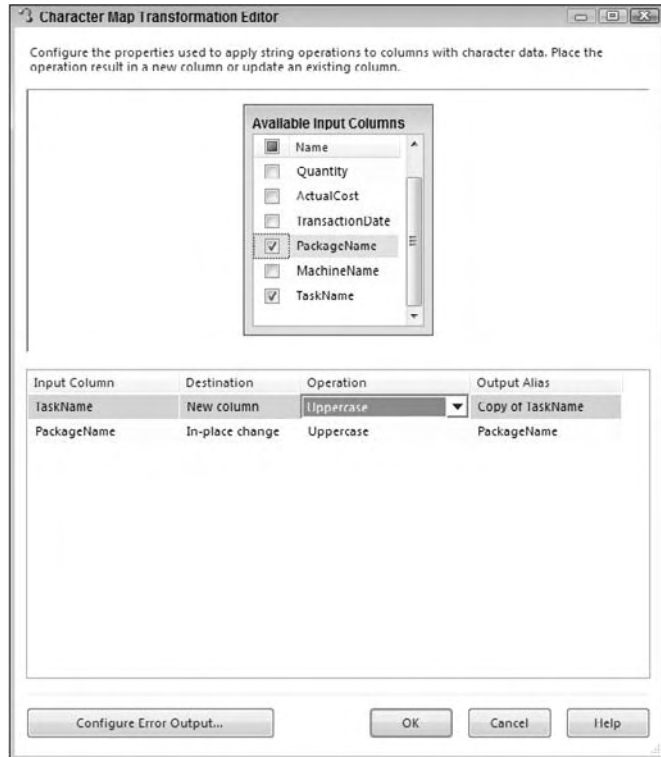 Character Map Transformation Editor
Configure the properties used to apply string operations to columns with character data. Place the
operation result in a new column or update an existing column.
Available Input Columns
Name
Quantity
ActualCost
TransactionDate
PackageName
MachineName
TaskName
Input Column Destination Operation Output Alias
TaskName New column Uppercase Copy of TaskName
PackageName In-place change Uppercase PackageName
Configure Error Output... OK Cancel Help